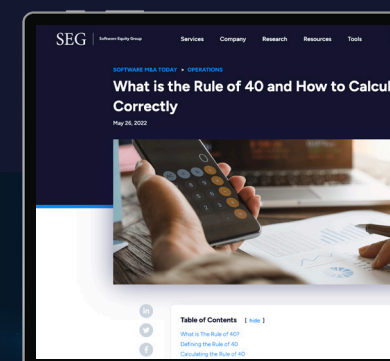 SEG Software Equity Group Services Company Research Resources Tools
SOFTWARE M&A TODAY • OPERATIONS
What is the Rule of 40 and How to Calcul
Correctly
May 26, 2022
in
Table of Contents [ hide ]
What is The Rule of 40?
Defining the Rule of 40
Calculating the Rule of 40